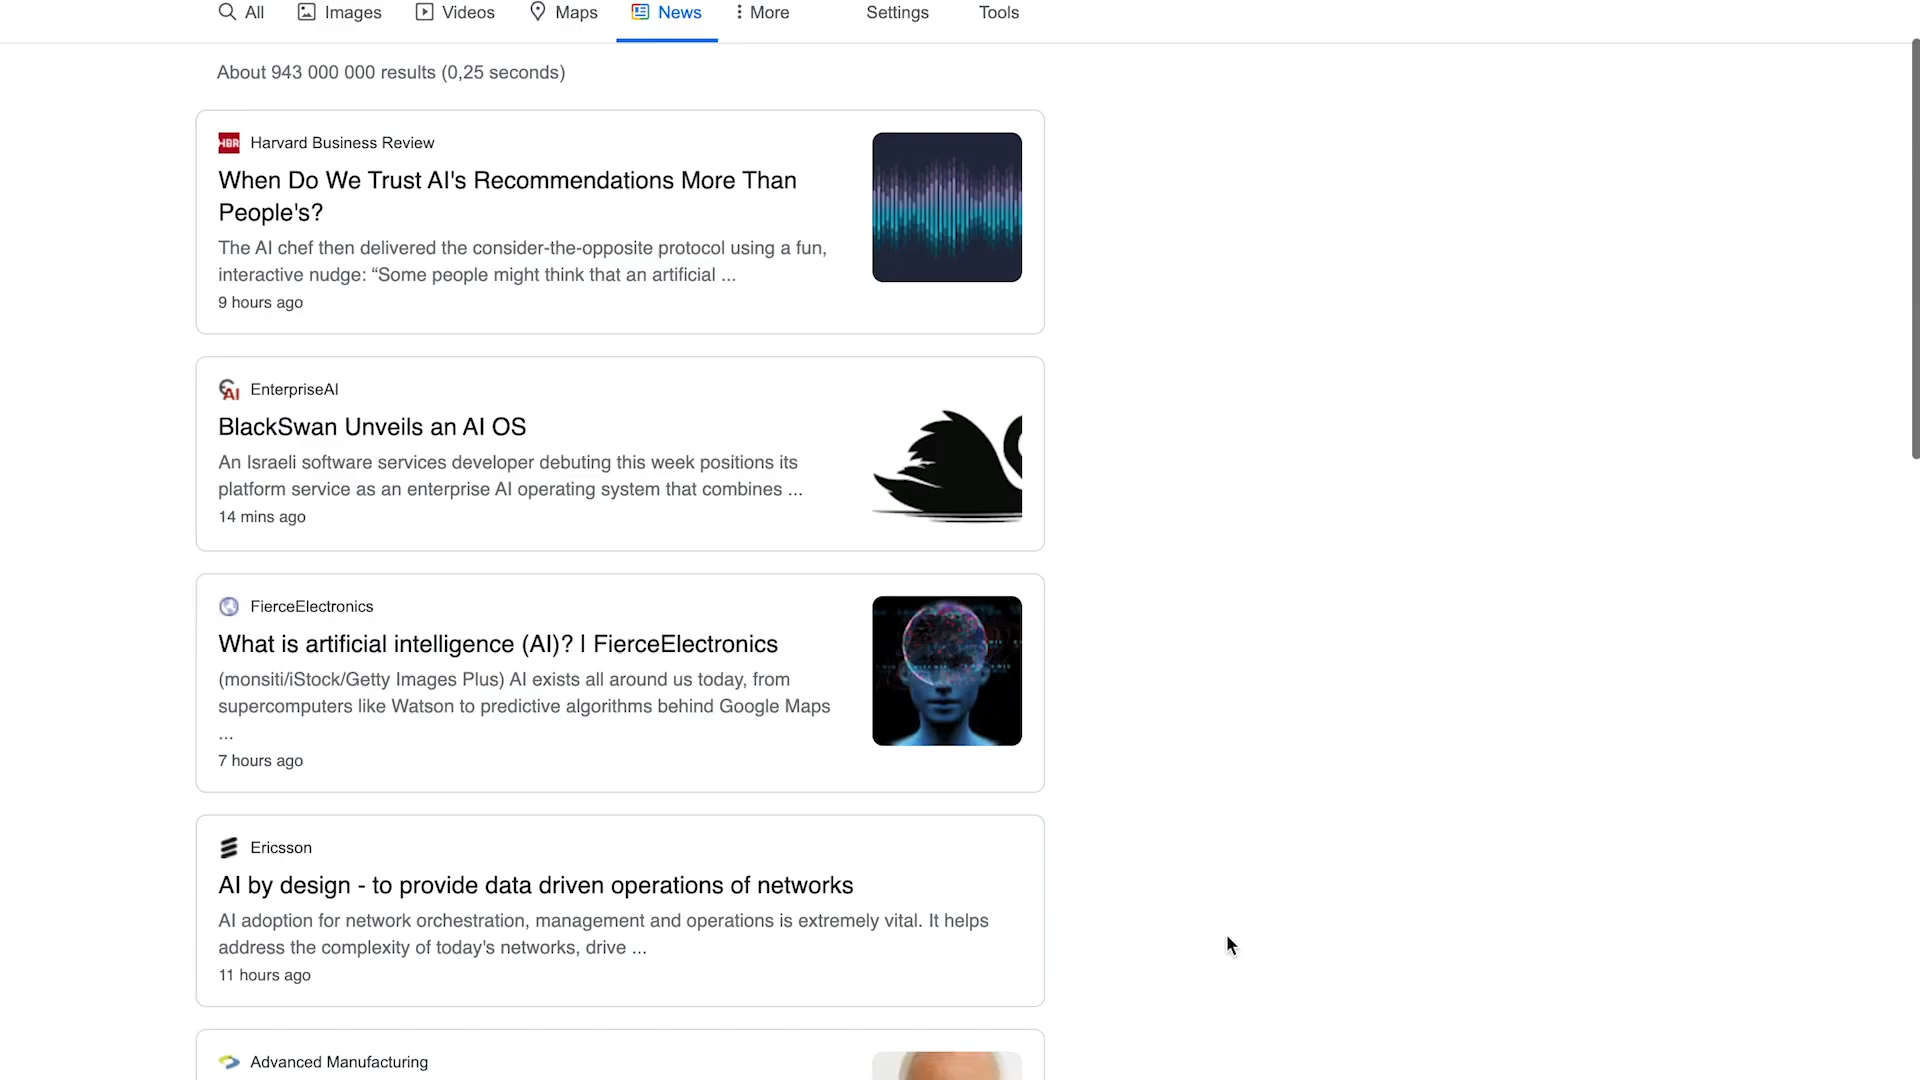 All Images Videos Maps News More Settings Tools
About 943 000 000 results (0,25 seconds)
HBR Harvard Business Review
When Do We Trust AI's Recommendations More Than
People's?
The AI chef then delivered the consider-the-opposite protocol using a fun,
interactive nudge: “Some people might think that an artificial ...
9 hours ago
AI EnterpriseAI
BlackSwan Unveils an AI OS
An Israeli software services developer debuting this week positions its
platform service as an enterprise AI operating system that combines ...
14 mins ago
FierceElectronics
What is artificial intelligence (AI)? | FierceElectronics
(monsiti/iStock/Getty Images Plus) AI exists all around us today, from
supercomputers like Watson to predictive algorithms behind Google Maps
...
7 hours ago
Ericsson
AI by design - to provide data driven operations of networks
AI adoption for network orchestration, management and operations is extremely vital. It helps
address the complexity of today's networks, drive ...
11 hours ago
Advanced Manufacturing